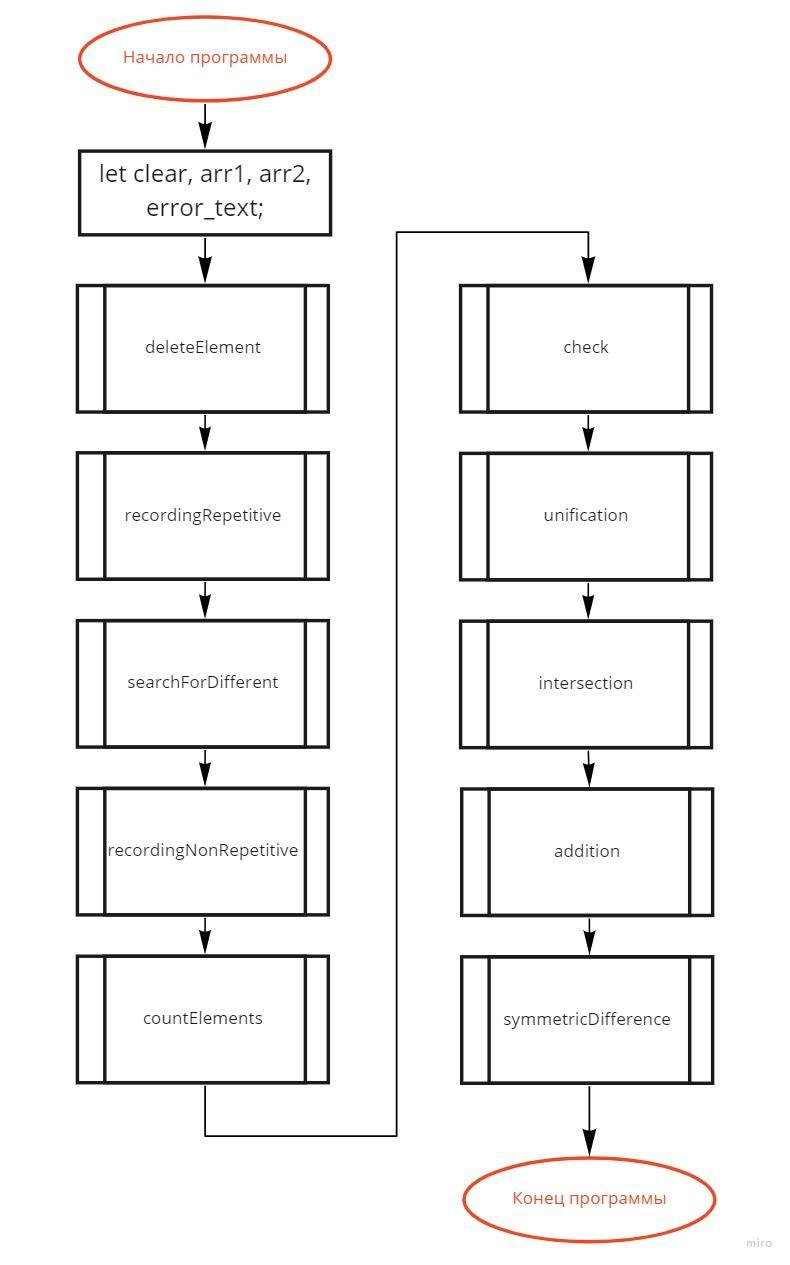 Начало программы
let clear, arr1, arr2,
error_text;
deleteElement
recordingRepetitive
searchForDifferent
recordingNonRepetitive
countElements
check
unification
intersection
addition
symmetricDifference
Конец программы
miro